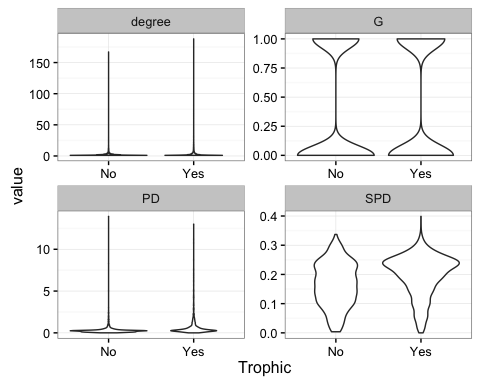 degree
G
150
100
50
0
1.00
0.75
0.50
0.25
0.00
No
Yes
No
Yes
value
PD
SPD
10
5
0
0.4
0.3
0.2
0.1
0.0
No
Yes
No
Yes
Trophic